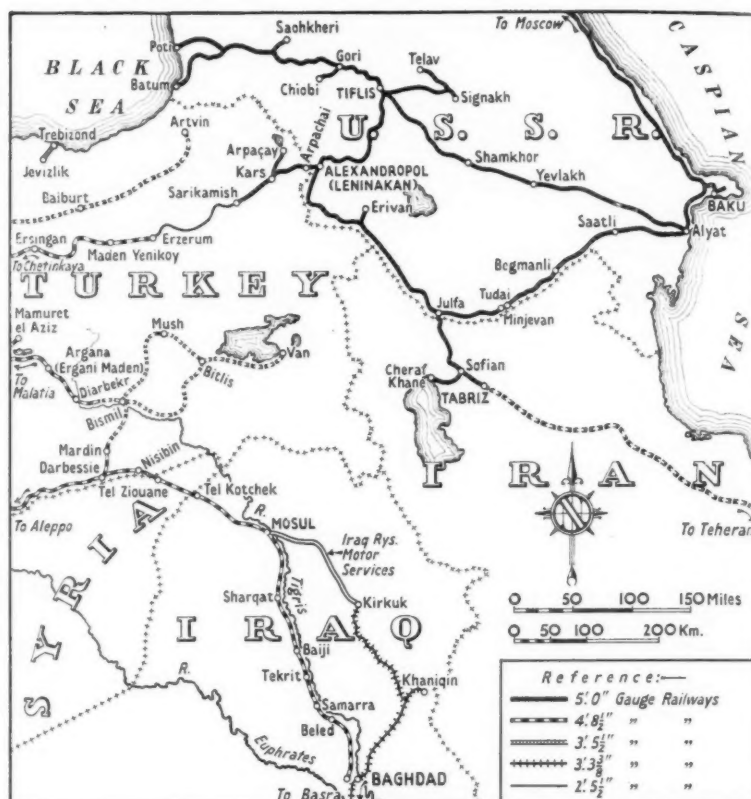 To Moscow
CASPIAN
SEA
BLACK
SEA
Poti
Saohkheri
Gori
Telav
Chiobi
TIFLIS
Signakh
Batum
U. S. S. R.
Trebizond
Jevizlik
Artvin
Arpachai
Arpaçay
Kars
ALEXANDROPOL
(LENINAKAN)
Shamkhor
Yevlakh
BAKU
Baiburt
Sarikamish
Erivan
Saatli
Alyat
Ersingan
Erzerum
Maden Yenikoy
To Chetinkaya
Begmanli
TURKEY
Tudai
Julfa
Minjevan
Mamuret
el Aziz
Mush
Van
Argana
(Ergani Maden)
Bitlis
Cheraf
Khane
Sofian
To
Malatia
Diarbekr
TABRIZ
Bismil
Mardin
Nisibin
Darbessie
IRAN
N
Tel Ziouane
Tel Kotchek
To Aleppo
R.
MOSUL
To Teheran
Iraq Rys.
Motor
Services
SYRIA
Tigris
Sharqat
Kirkuk
0 50 100 150 Miles
0 50 100 200 Km.
IRAQ
Baiji
R.
Tekrit
Khaniqin
Samarra
Beled
Euphrates
BAGHDAD
To Basra
Reference:—
5'.0" Gauge Railways
4'.8½" " "
3'.5½" " "
3'.3⅜" " "
2'.5½" " "